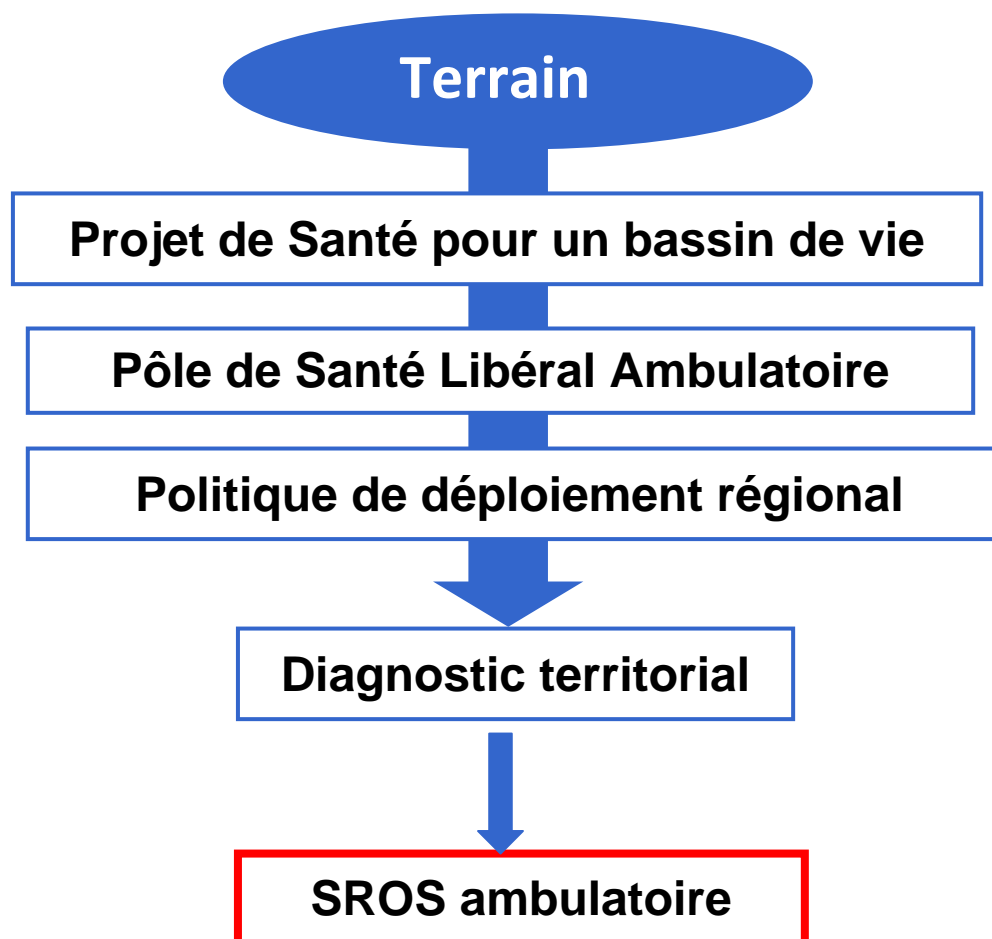 Terrain
Projet de Santé pour un bassin de vie
Pôle de Santé Libéral Ambulatoire
Politique de déploiement régional
Diagnostic territorial
SROS ambulatoire